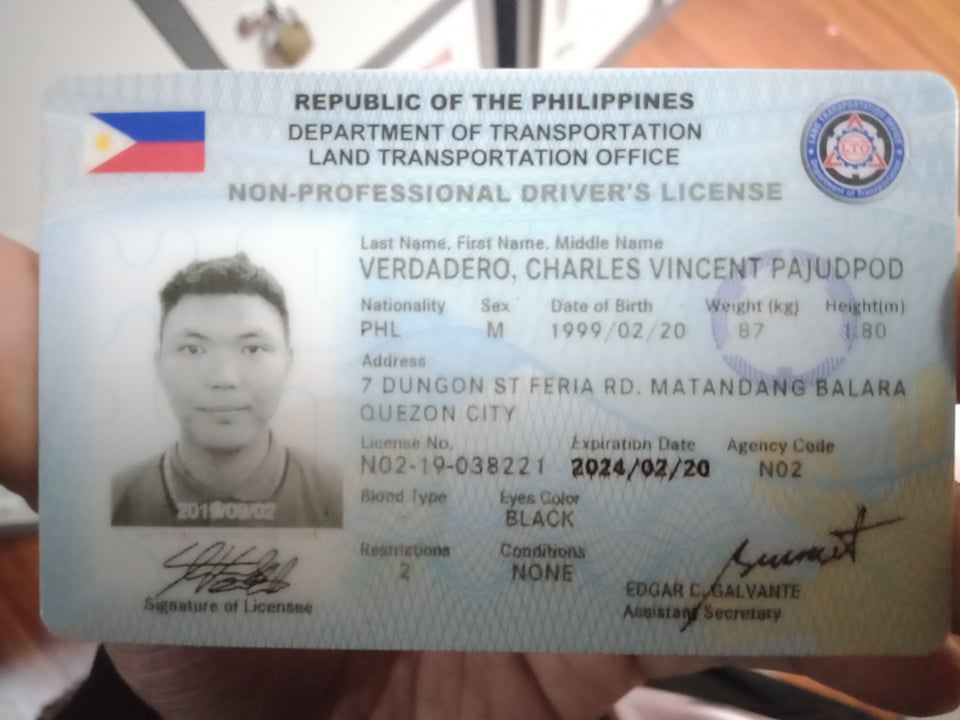 REPUBLIC OF THE PHILIPPINES
DEPARTMENT OF TRANSPORTATION
LAND TRANSPORTATION OFFICE
NON-PROFESSIONAL DRIVER'S LICENSE
LAND TRANSPORTATION OFFICE
LTO
Department of Transportation
Last Name, First Name, Middle Name
VERDADERO, CHARLES VINCENT PAJUDPOD
Nationality Sex Date of Birth Weight (kg) Height(m)
PHL M 1999/02/20 87 1.80
Address
7 DUNGON ST FERIA RD. MATANDANG BALARA
QUEZON CITY
License No. Expiration Date Agency Code
N02-19-038221 2024/02/20 N02
Blood Type Eyes Color
- BLACK
Restrictions Conditions
2 NONE
2019/09/02
Signature of Licensee
EDGAR C. GALVANTE
Assistant Secretary